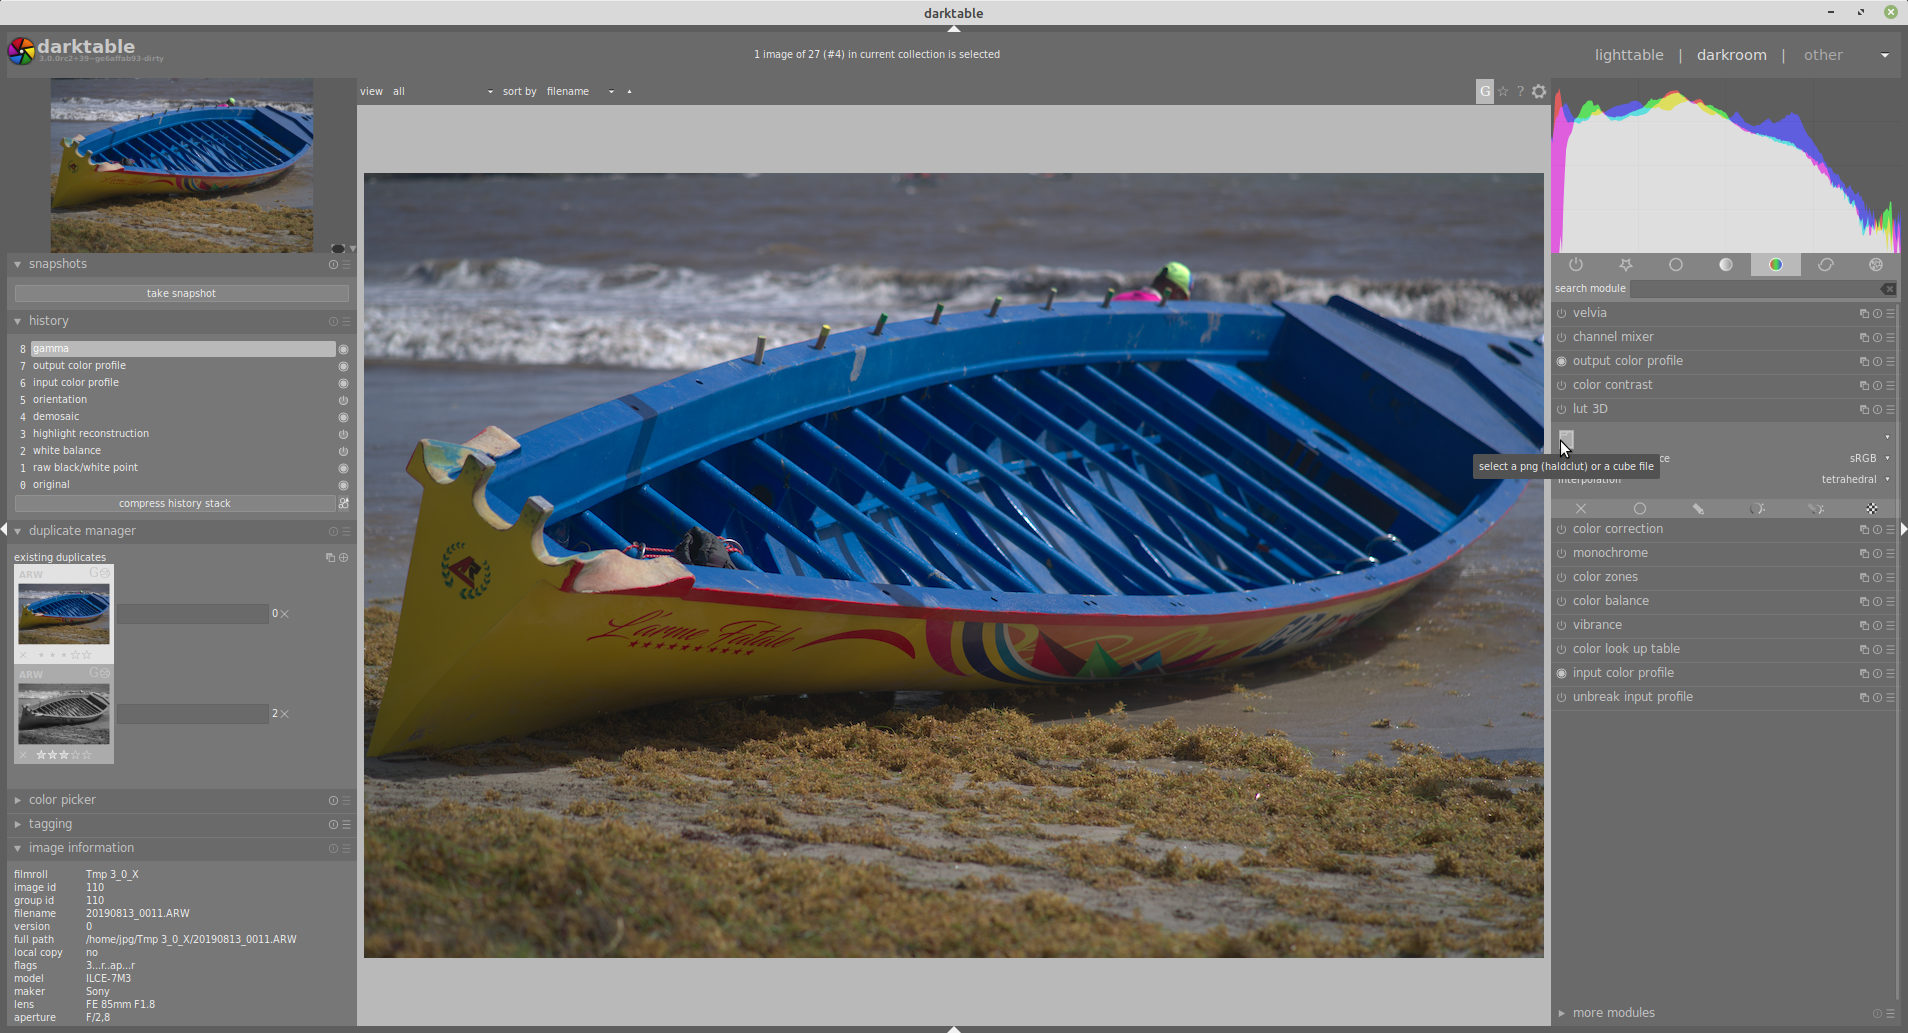 darktable
darktable
3.0.0rc2+39~ge6affab93-dirty
1 image of 27 (#4) in current collection is selected
lighttable | darkroom | other
view all sort by filename
G ☆ ?
snapshots
take snapshot
history
8 gamma
7 output color profile
6 input color profile
5 orientation
4 demosaic
3 highlight reconstruction
2 white balance
1 raw black/white point
0 original
compress history stack
duplicate manager
existing duplicates
ARW G
0
ARW G
2
color picker
tagging
image information
filmroll Tmp 3_0_X
image id 110
group id 110
filename 20190813_0011.ARW
version 0
full path /home/jpg/Tmp 3_0_X/20190813_0011.ARW
local copy no
flags 3...r..ap...r
model ILCE-7M3
maker Sony
lens FE 85mm F1.8
aperture F/2,8
L'arme Fatale
search module
velvia
channel mixer
output color profile
color contrast
lut 3D
select a png (haldclut) or a cube file
sRGB
interpolation tetrahedral
color correction
monochrome
color zones
color balance
vibrance
color look up table
input color profile
unbreak input profile
more modules